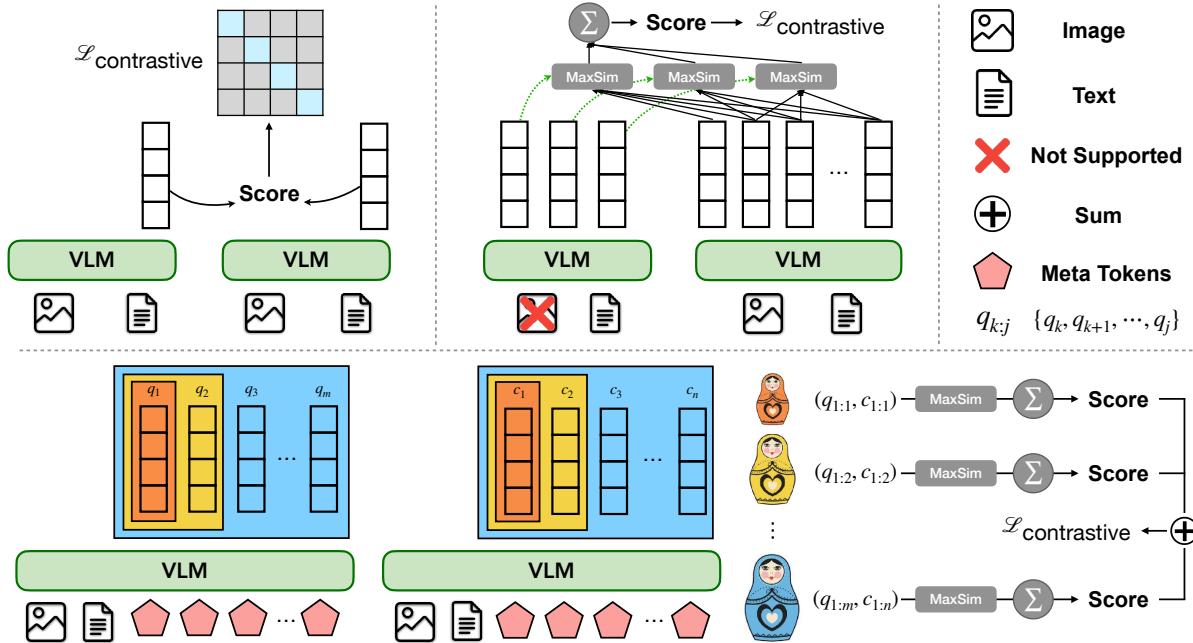 ℒcontrastive
Score
VLM
VLM
Σ Score ℒcontrastive
MaxSim MaxSim MaxSim
...
VLM
VLM
Image
Text
Not Supported
Sum
Meta Tokens
q_{k:j} {q_k, q_{k+1}, ⋯, q_j}
q_1 q_2 q_3 q_m
...
VLM
...
c_1 c_2 c_3 c_n
...
VLM
...
(q_{1:1}, c_{1:1}) MaxSim Σ Score
(q_{1:2}, c_{1:2}) MaxSim Σ Score
⋮
ℒcontrastive
(q_{1:m}, c_{1:n}) MaxSim Σ Score